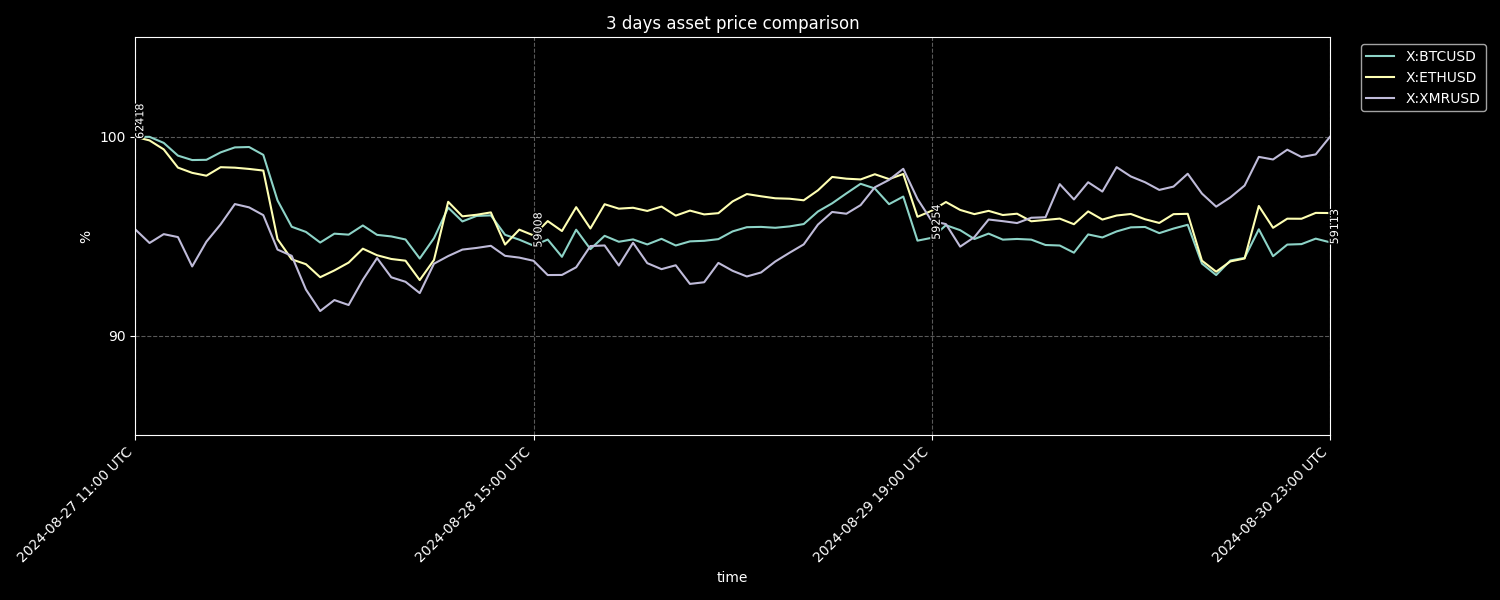 3 days asset price comparison
X:BTCUSD
X:ETHUSD
X:XMRUSD
62418
100
59008
59254
59113
%
90
2024-08-27 11:00 UTC
2024-08-28 15:00 UTC
2024-08-29 19:00 UTC
2024-08-30 23:00 UTC
time